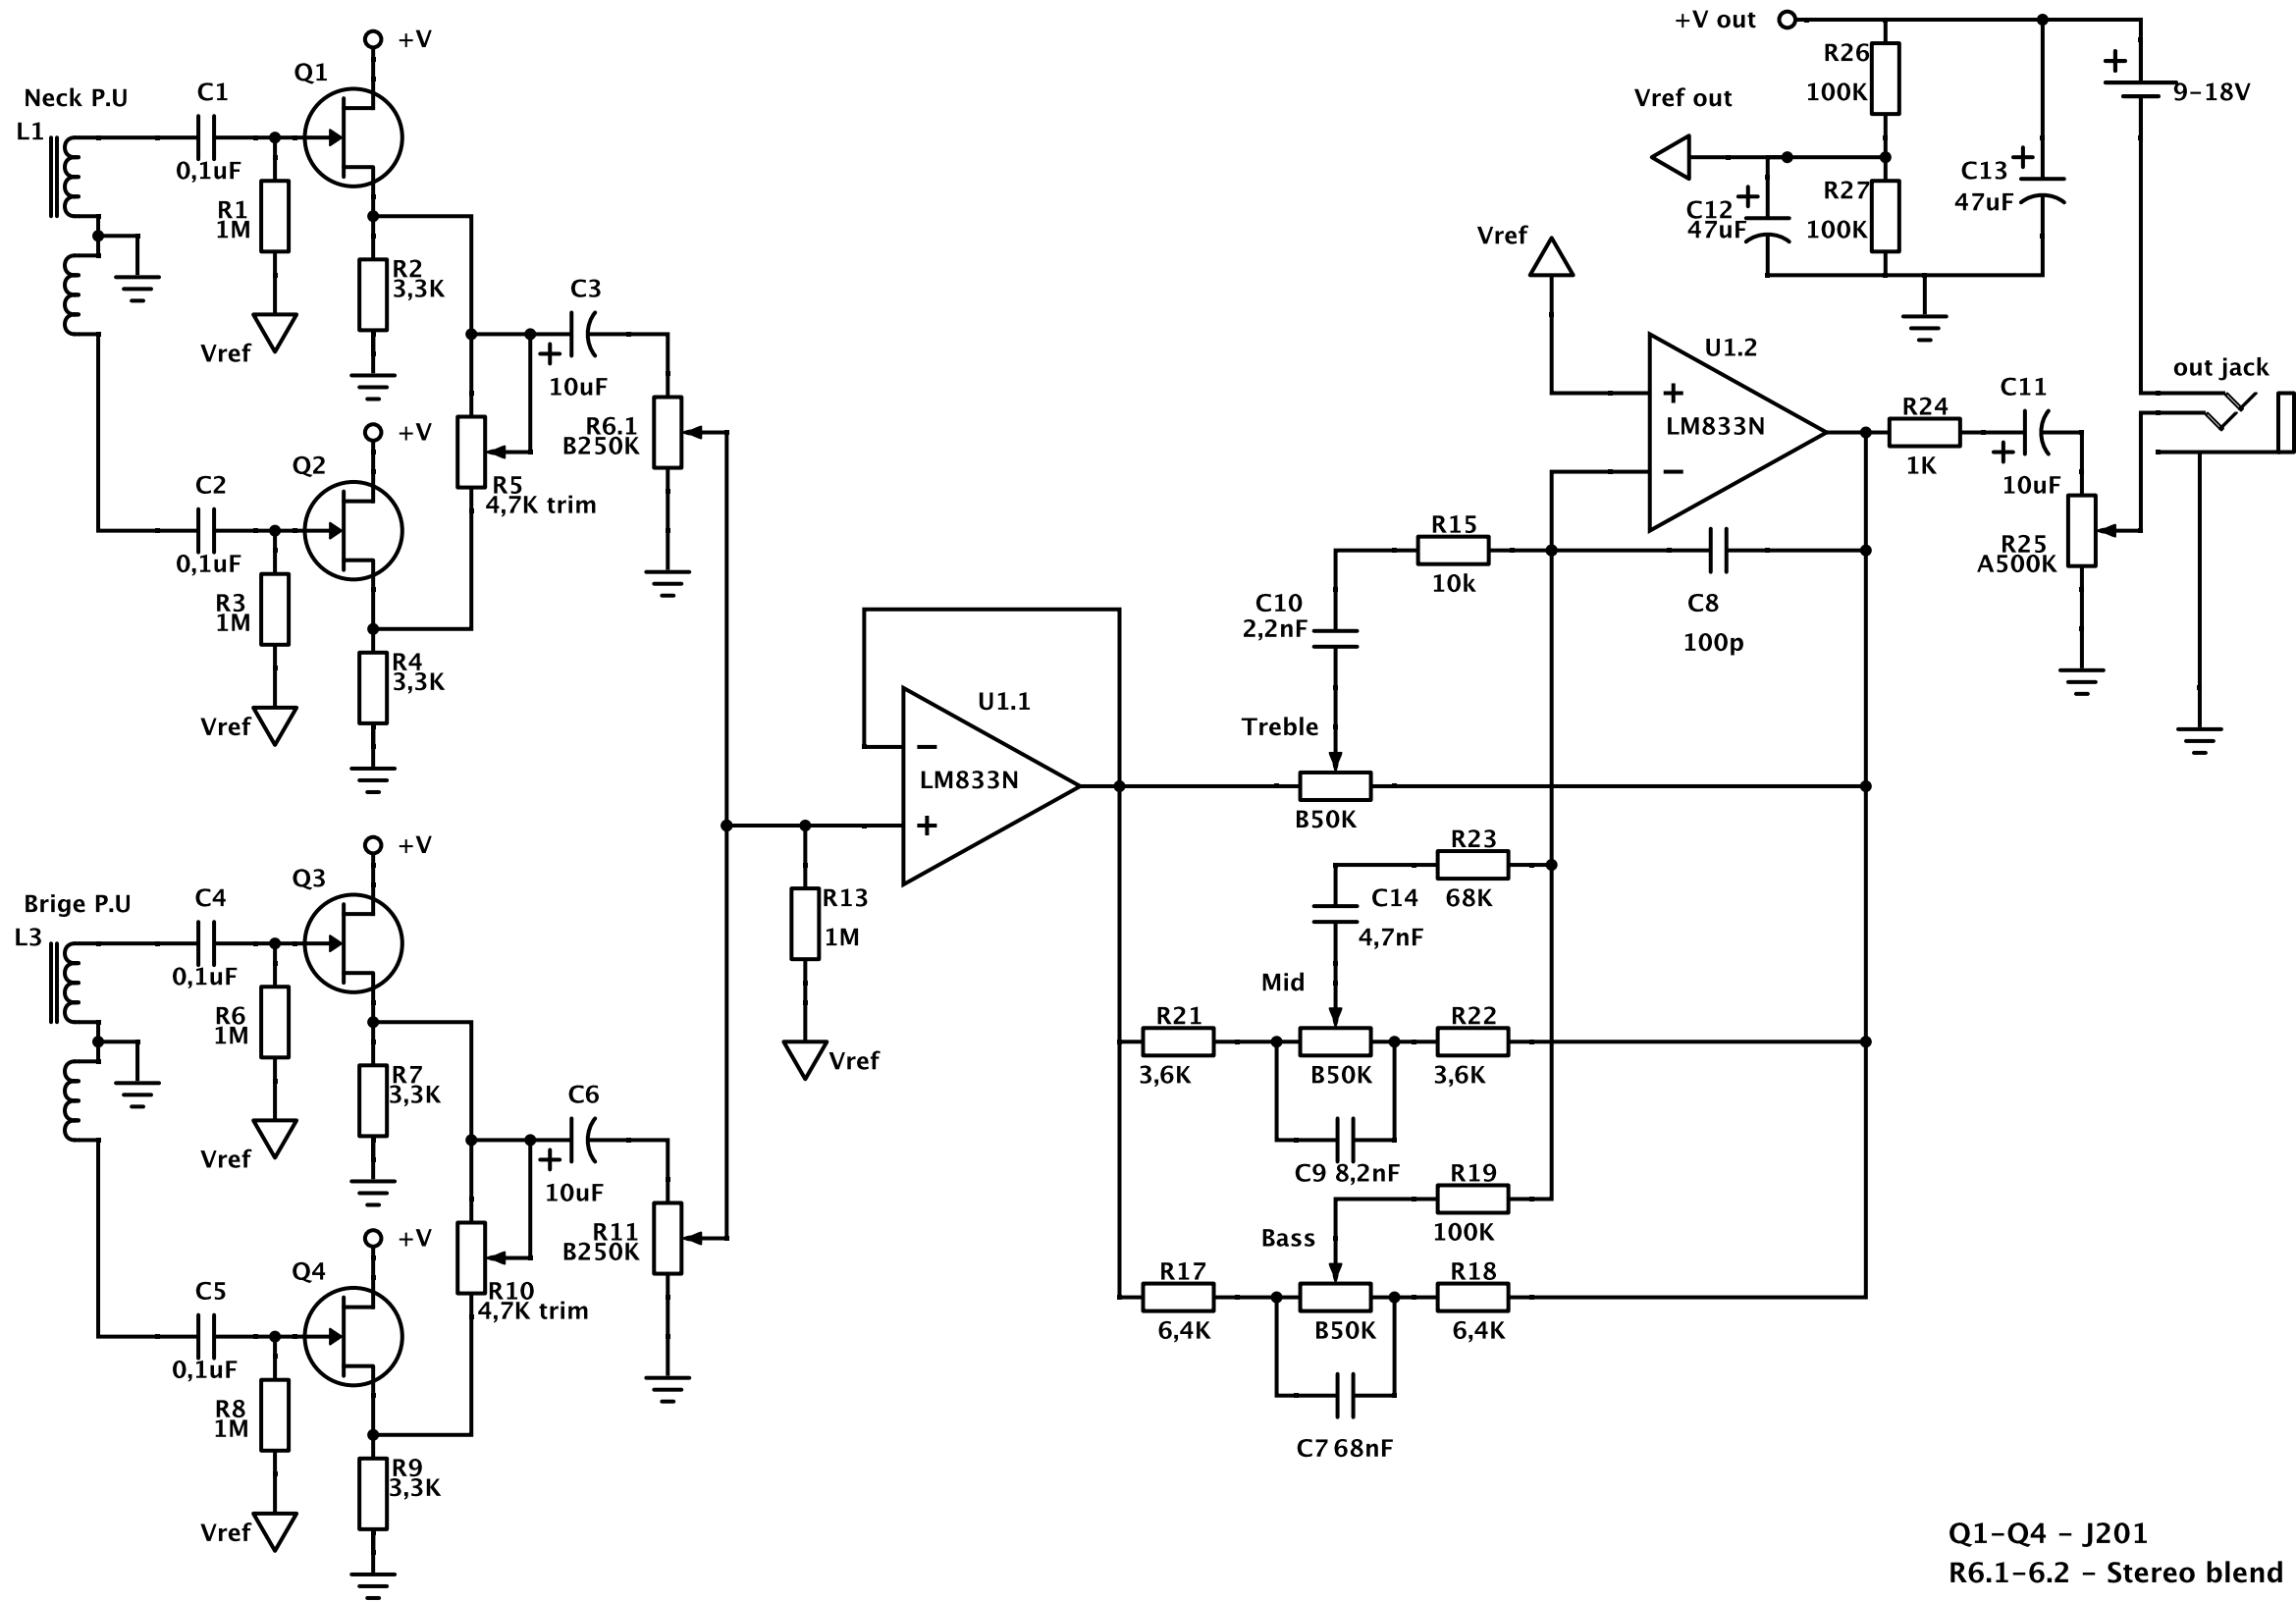 +V out
+V
R26
100K
9-18V
Q1
Neck P.U
C1
Vref out
L1
0,1uF
C13
47uF
R27
100K
C12
47uF
R1
1M
Vref
R2
3,3K
C3
Vref
U1.2
out jack
10uF
+V
R6.1
B250K
LM833N
R24
1K
C11
10uF
Q2
C2
R5
4,7K trim
R15
10k
R25
A500K
0,1uF
R3
1M
C10
2,2nF
C8
100p
R4
3,3K
Vref
U1.1
Treble
LM833N
B50K
+V
R23
68K
Q3
Brige P.U
C4
R13
1M
C14
4,7nF
L3
0,1uF
Mid
R6
1M
R21
3,6K
B50K
R22
3,6K
Vref
R7
3,3K
C6
10uF
Vref
C9 8,2nF
R19
100K
+V
R11
B250K
Bass
Q4
C5
R10
4,7K trim
R17
6,4K
B50K
R18
6,4K
0,1uF
R8
1M
C7 68nF
R9
3,3K
Vref
Q1-Q4 - J201
R6.1-6.2 - Stereo blend